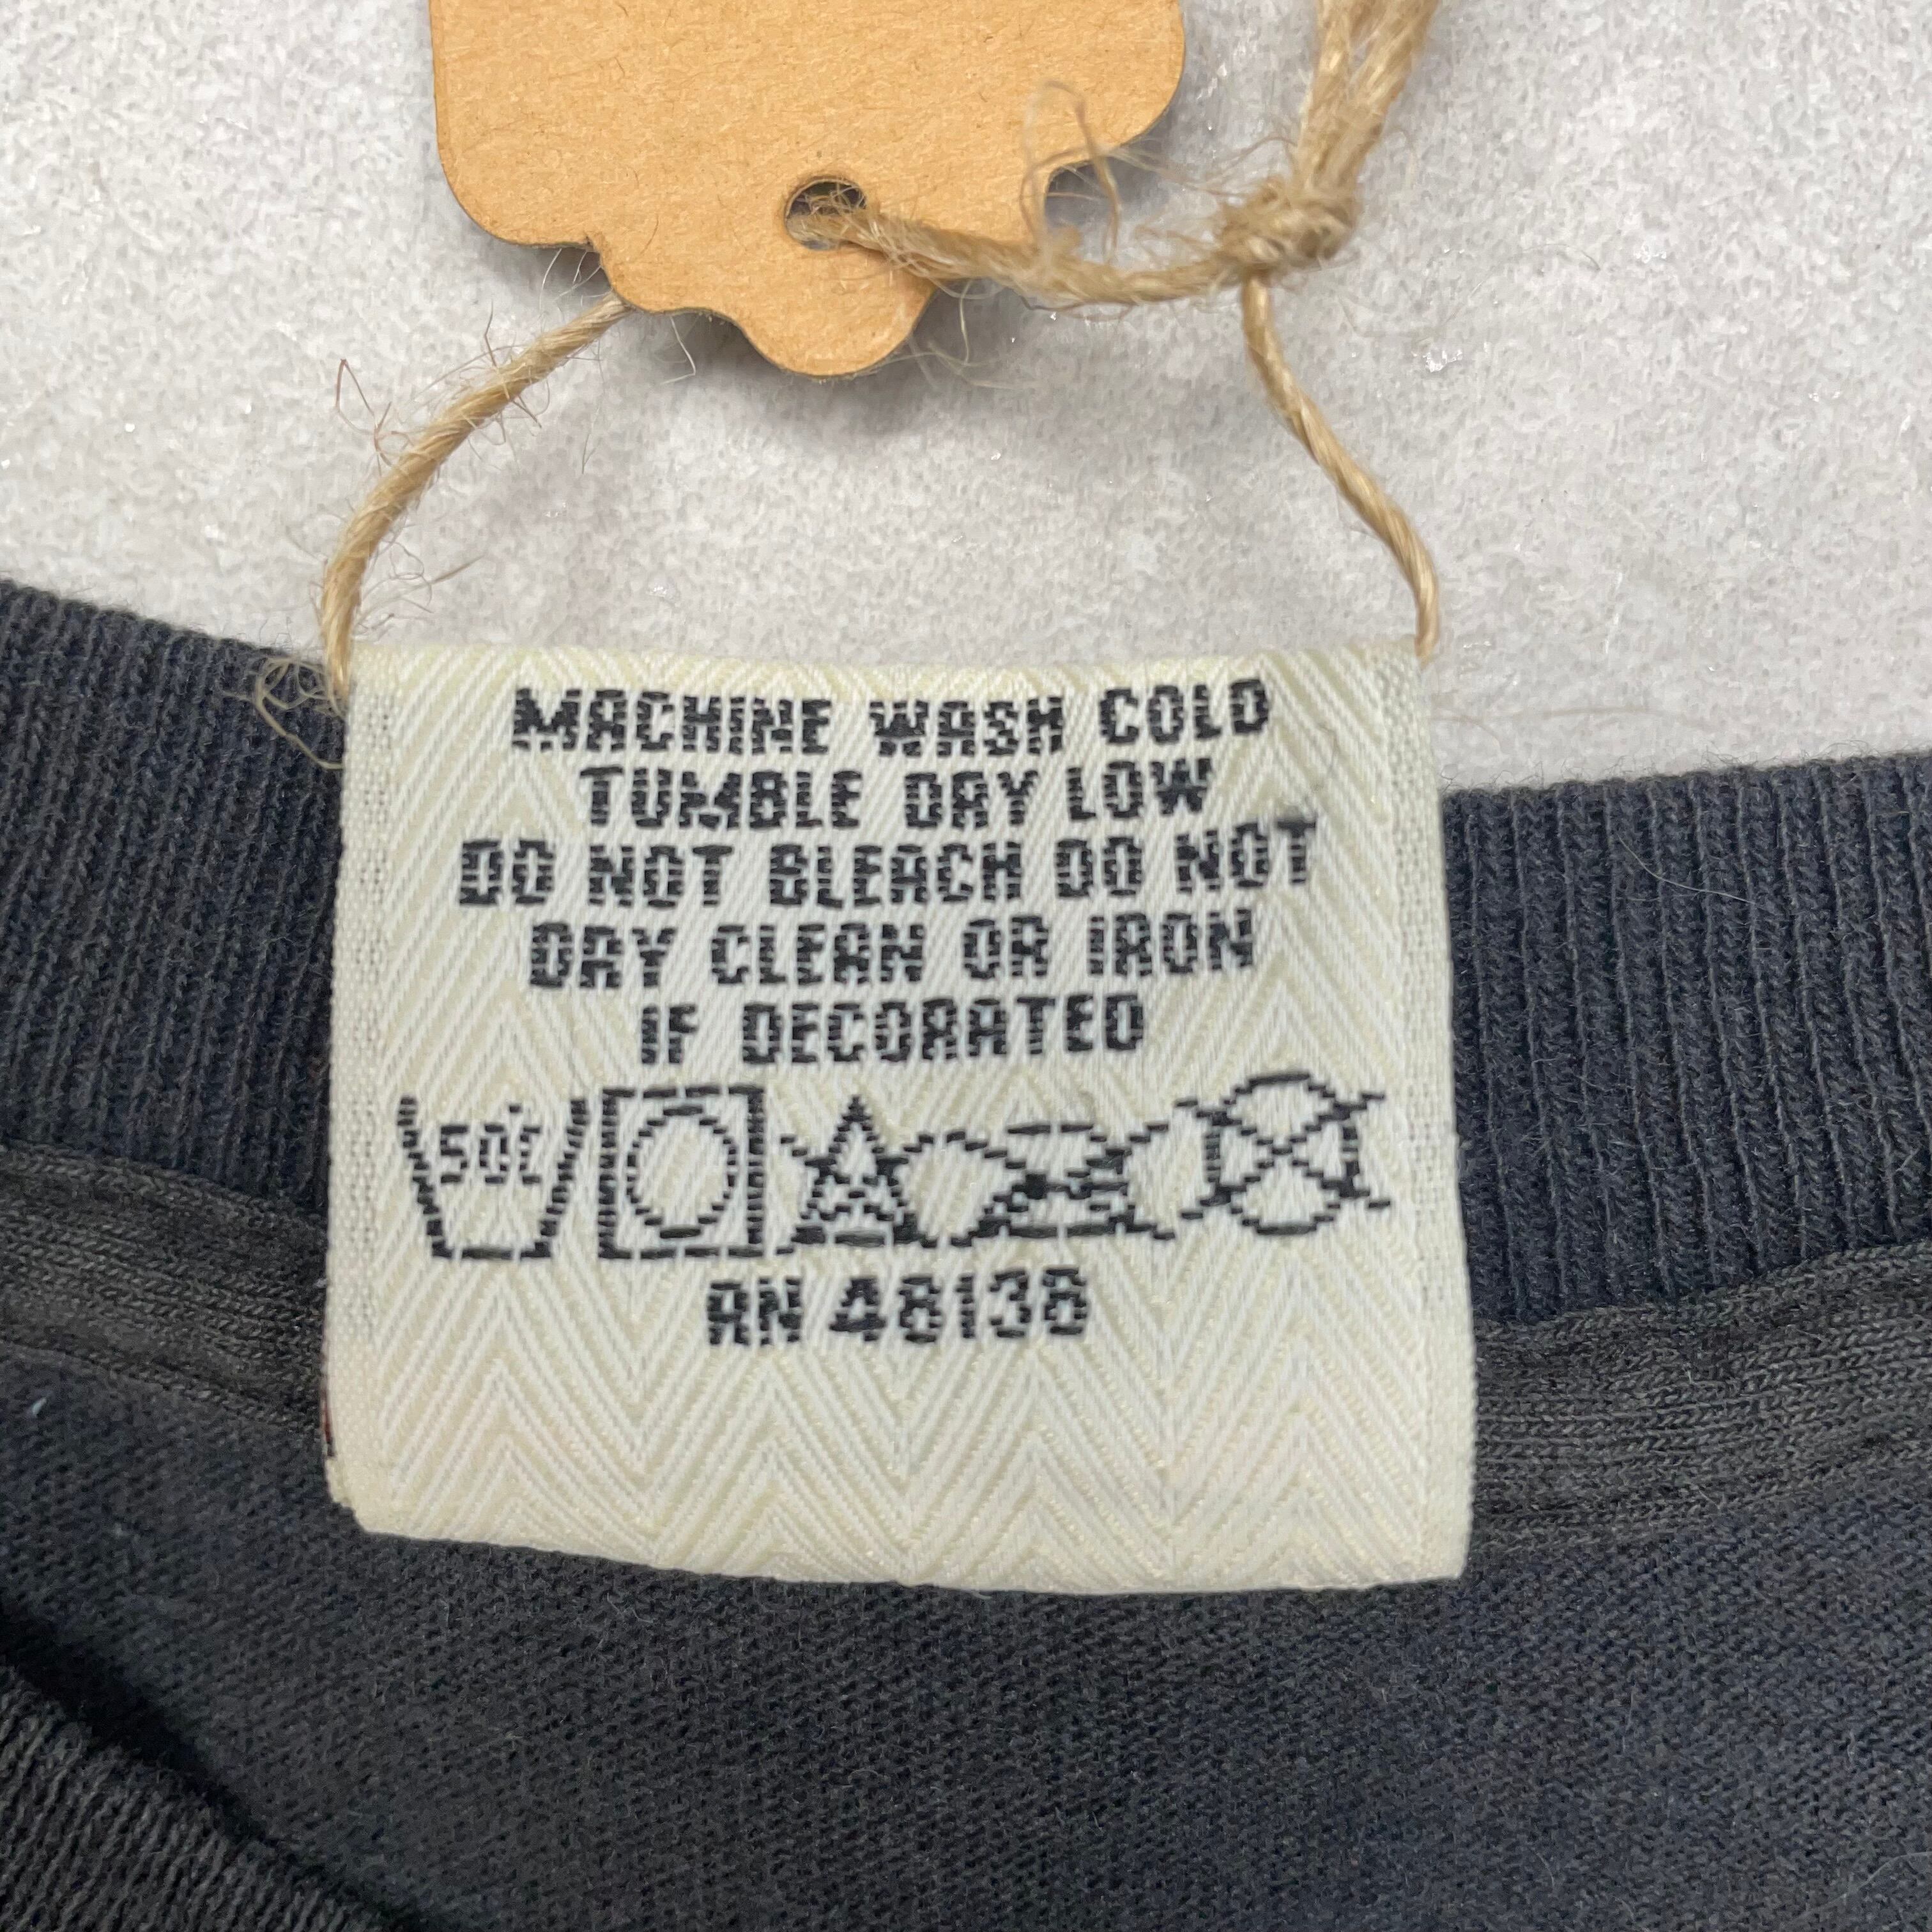 MACHINE WASH COLD
TUMBLE DRY LOW
DO NOT BLEACH DO NOT
DRY CLEAN OR IRON
IF DECORATED
50°C
RN 48138